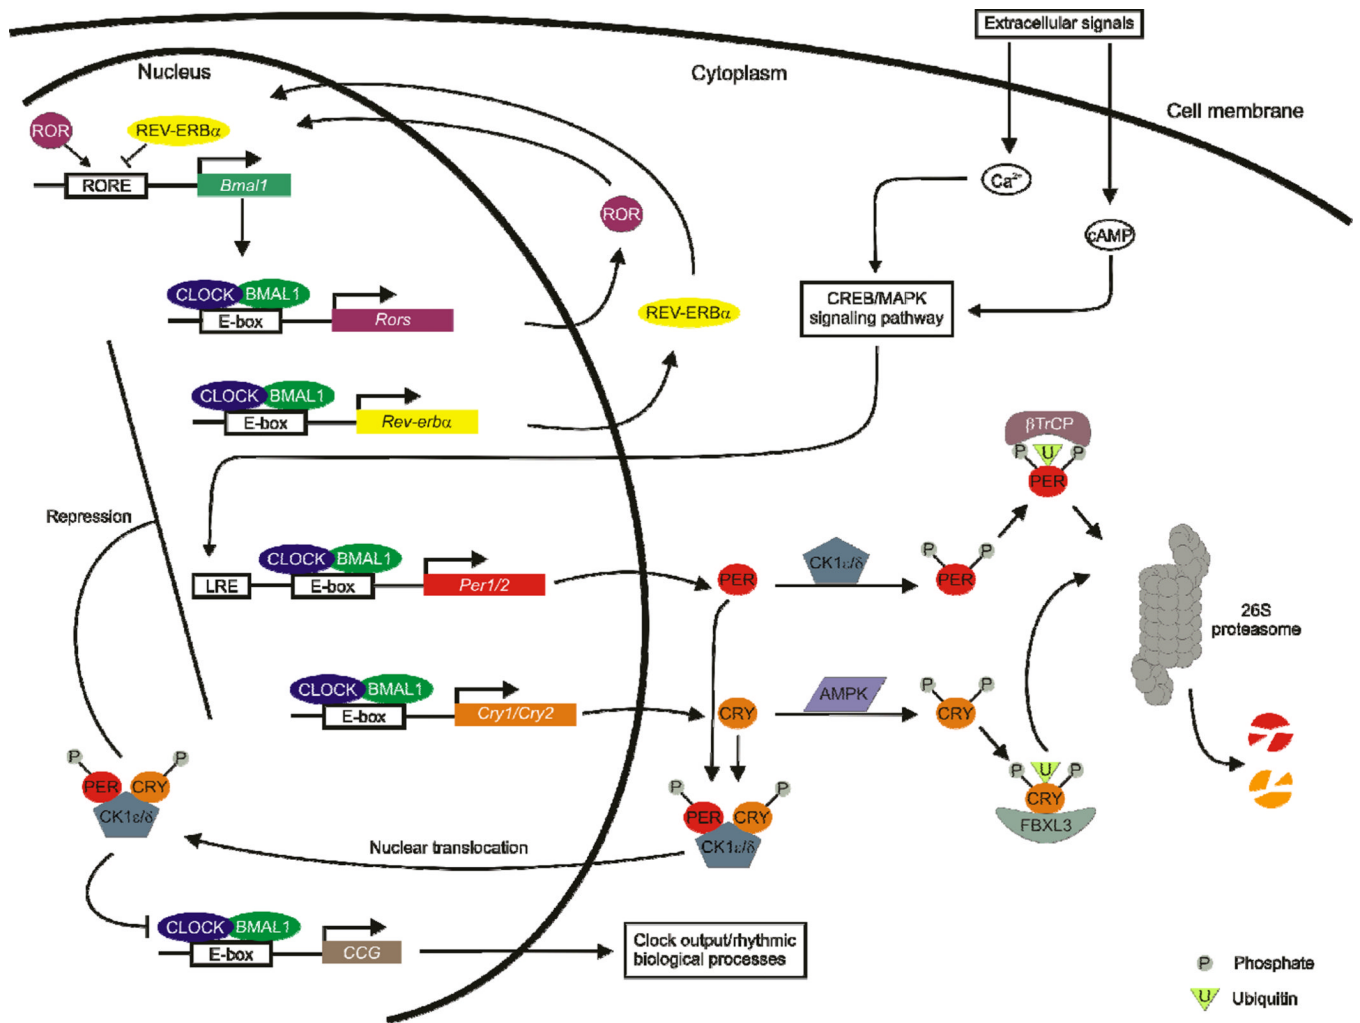 Extracellular signals
Nucleus
Cytoplasm
Cell membrane
ROR
REV-ERBα
RORE
Bmal1
Ca²⁺
ROR
cAMP
CLOCK
BMAL1
E-box
Rors
REV-ERBα
CREB/MAPK
signaling pathway
CLOCK
BMAL1
E-box
Rev-erbα
βTrCP
P
U
P
PER
Repression
CLOCK
BMAL1
LRE
E-box
Per1/2
PER
CK1ε/δ
P
P
PER
26S
proteasome
CLOCK
BMAL1
E-box
Cry1/Cry2
CRY
AMPK
P
P
CRY
P
P
PER
CRY
CK1ε/δ
P
P
PER
CRY
CK1ε/δ
P
U
P
CRY
FBXL3
Nuclear translocation
CLOCK
BMAL1
E-box
CCG
Clock output/rhythmic
biological processes
P Phosphate
U Ubiquitin